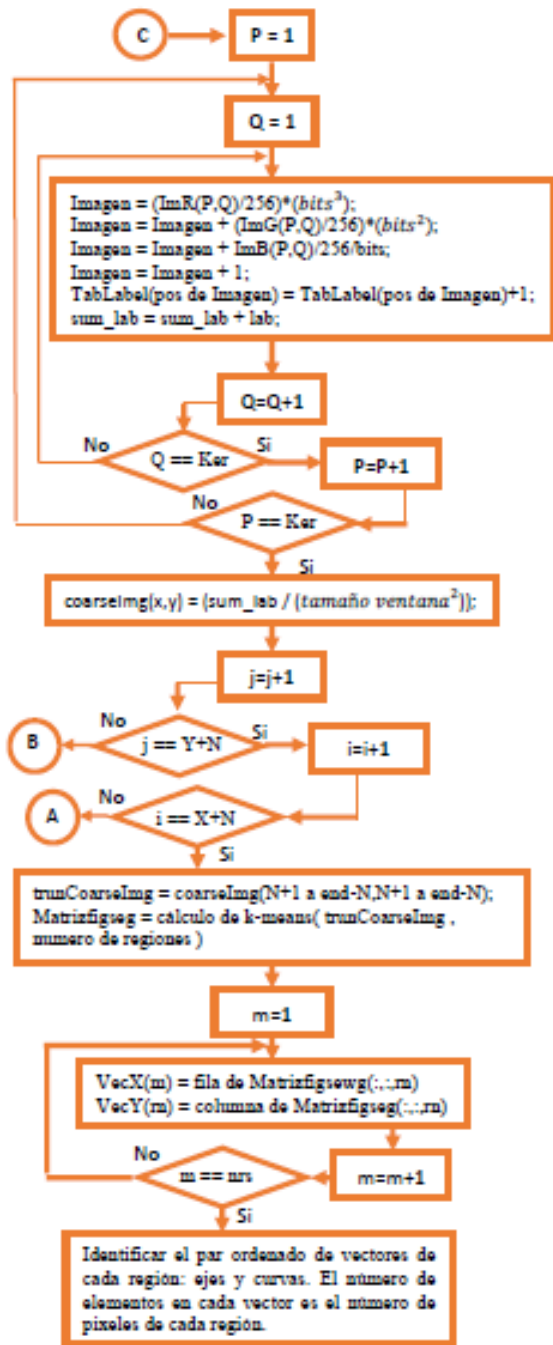 C
P = 1
Q = 1
Imagen = (ImR(P,Q)/256)*(bits³);
Imagen = Imagen + (ImG(P,Q)/256)*(bits²);
Imagen = Imagen + ImB(P,Q)/256/bits;
Imagen = Imagen + 1;
TabLabel(pos de Imagen) = TabLabel(pos de Imagen)+1;
sum_lab = sum_lab + lab;
Q=Q+1
No
Si
Q == Ker
P=P+1
No
P == Ker
Si
coarseImg(x,y) = (sum_lab / (tamaño ventana²));
j=j+1
No
B
j == Y+N
Si
i=i+1
No
A
i == X+N
Si
trunCoarseImg = coarseImg(N+1 a end-N,N+1 a end-N);
Matrizfigseg = cálculo de k-means( trunCoarseImg ,
numero de regiones )
m=1
VecX(m) = fila de Matrizfigsewg(:,:,m)
VecY(m) = columna de Matrizfigseg(:,:,m)
No
m == nrs
m=m+1
Si
Identificar el par ordenado de vectores de
cada región: ejes y curvas. El número de
elementos en cada vector es el número de
pixeles de cada región.